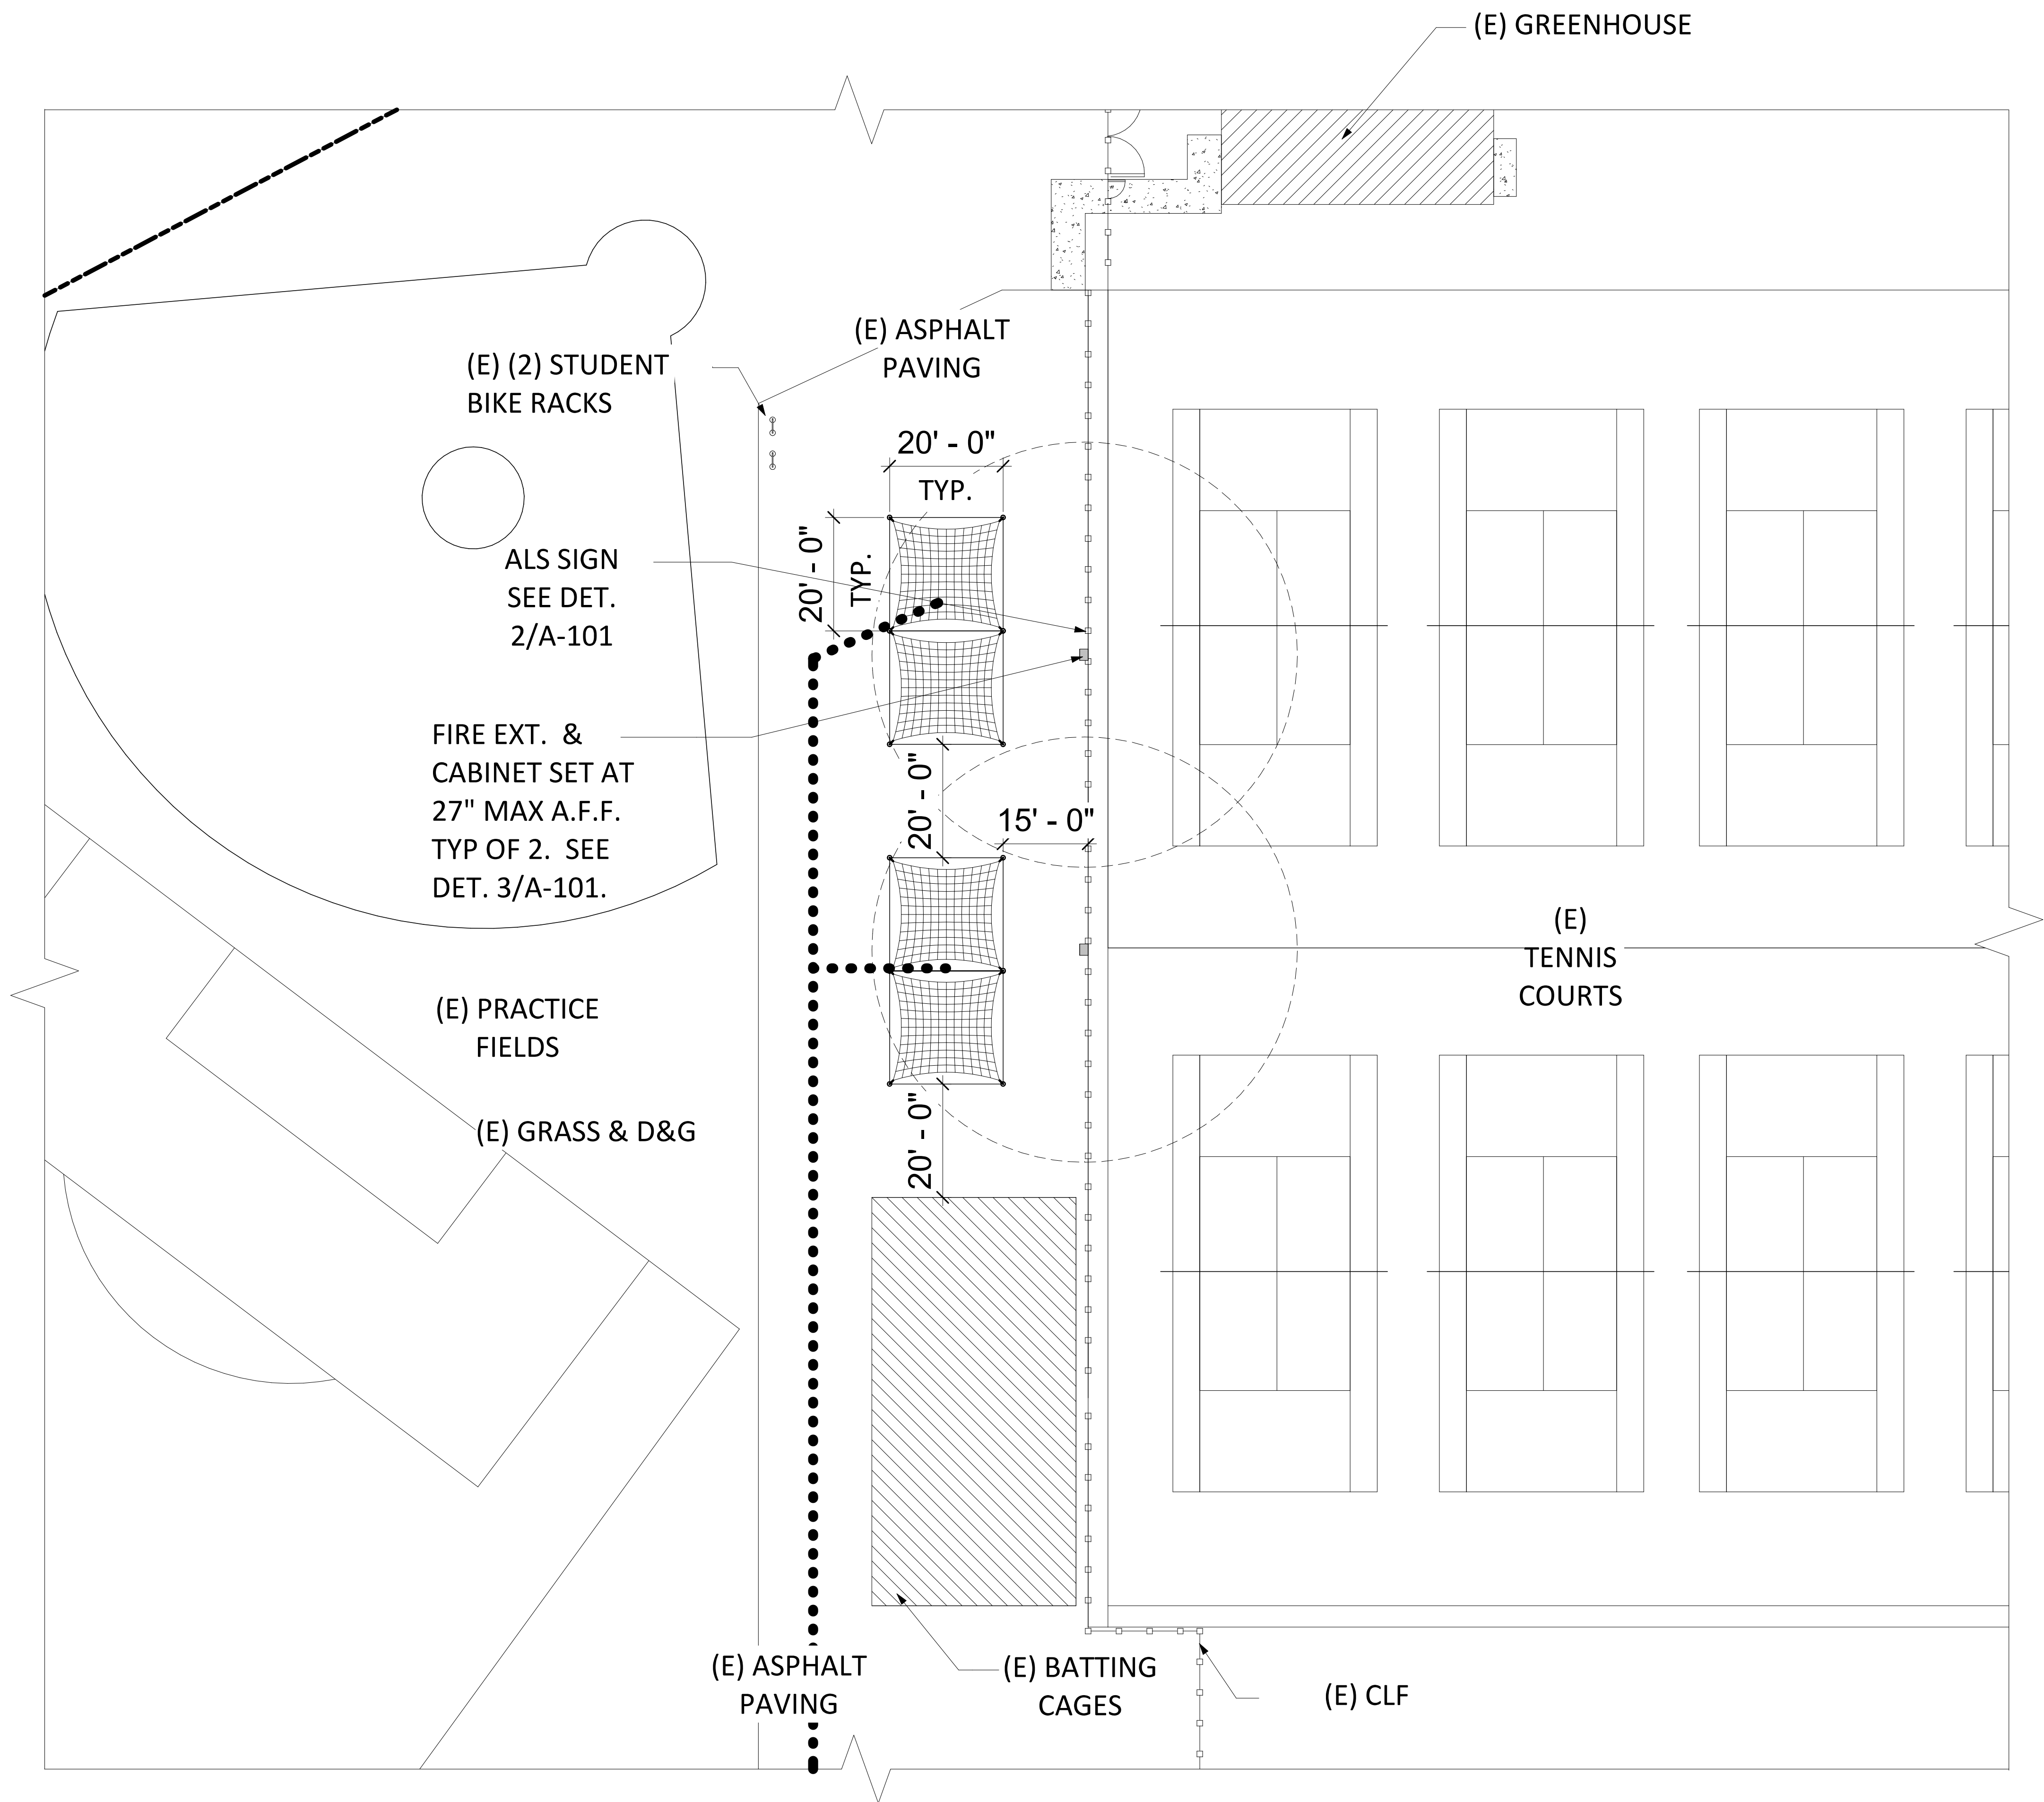 (E) GREENHOUSE
(E) ASPHALT
PAVING
(E) (2) STUDENT
BIKE RACKS
20' - 0"
TYP.
20' - 0"
TYP.
ALS SIGN
SEE DET.
2/A-101
FIRE EXT. &
CABINET SET AT
27" MAX A.F.F.
TYP OF 2. SEE
DET. 3/A-101.
20' - 0"
15' - 0"
(E)
TENNIS
COURTS
(E) PRACTICE
FIELDS
(E) GRASS & D&G
20' - 0"
(E) ASPHALT
PAVING
(E) BATTING
CAGES
(E) CLF